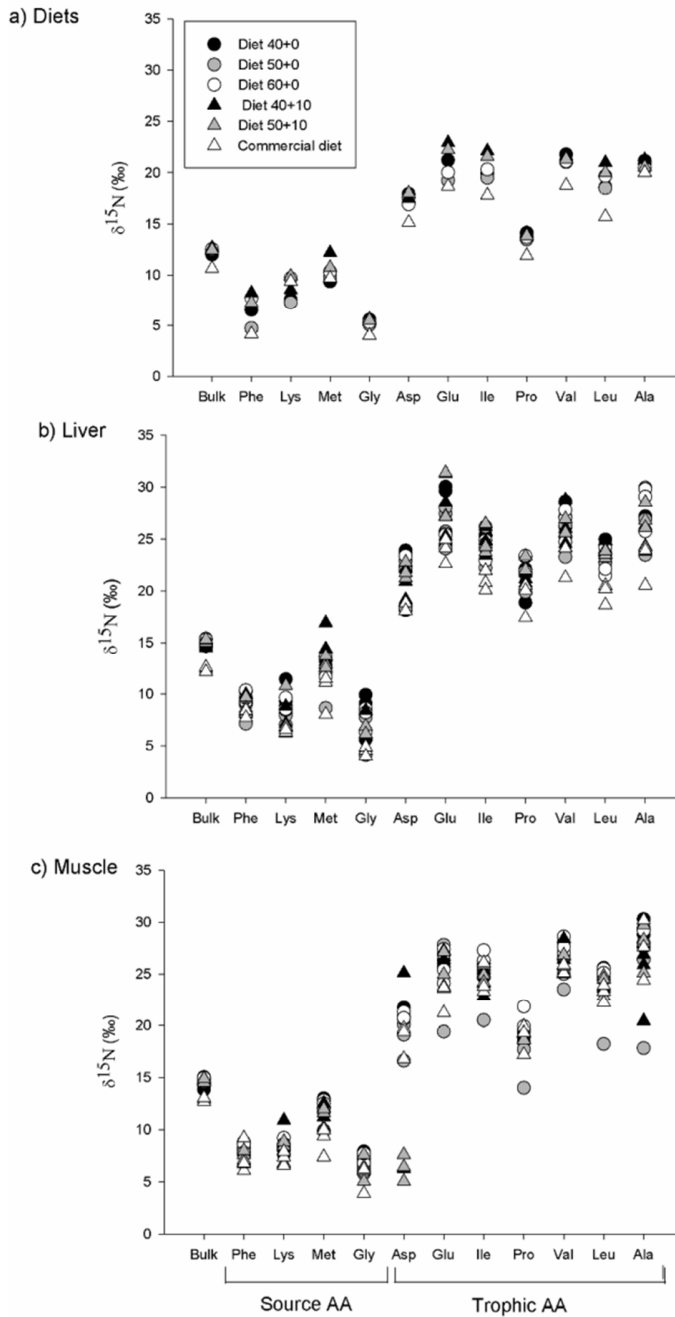 a) Diets
35
30
25
20
15
10
5
0
δ¹⁵N (‰)
Diet 40+0
Diet 50+0
Diet 60+0
Diet 40+10
Diet 50+10
Commercial diet
Bulk Phe Lys Met Gly Asp Glu Ile Pro Val Leu Ala
b) Liver
35
30
25
20
15
10
5
0
δ¹⁵N (‰)
Bulk Phe Lys Met Gly Asp Glu Ile Pro Val Leu Ala
c) Muscle
35
30
25
20
15
10
5
0
δ¹⁵N (‰)
Bulk Phe Lys Met Gly Asp Glu Ile Pro Val Leu Ala
Source AA Trophic AA